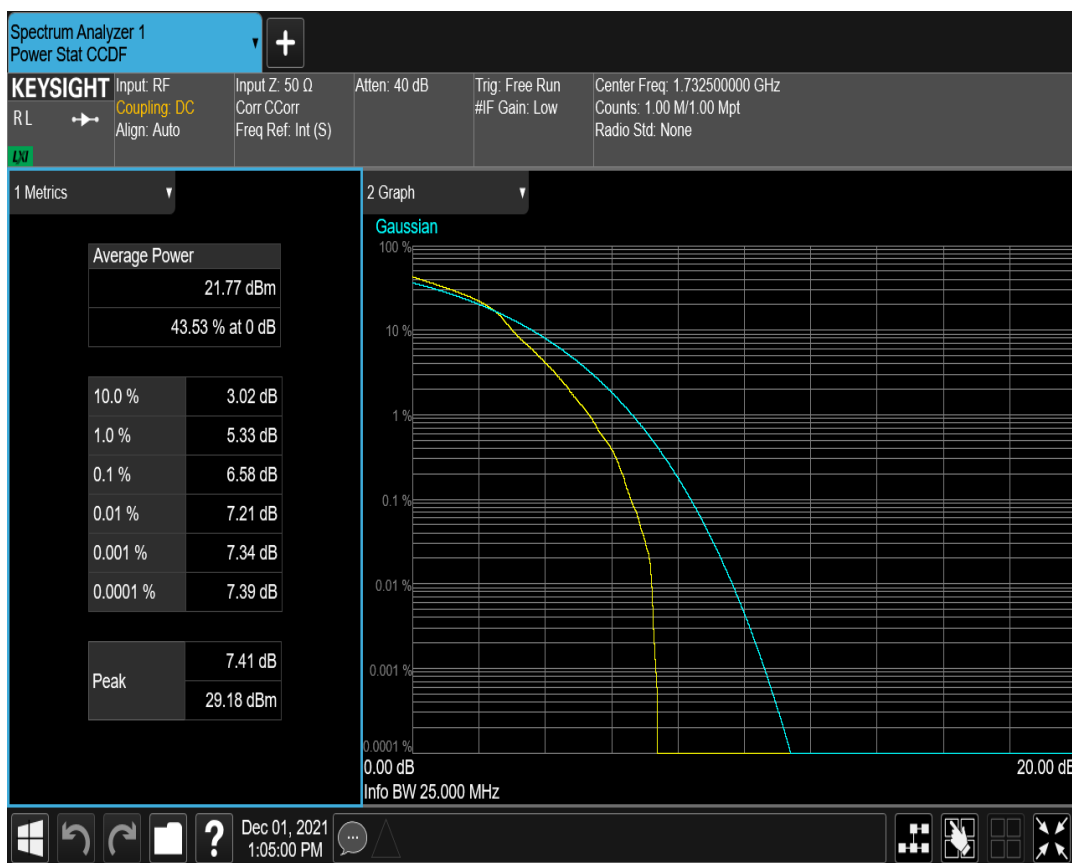 Spectrum Analyzer 1
Power Stat CCDF
+
KEYSIGHT
RL
LXI
Input: RF
Coupling: DC
Align: Auto
Input Z: 50 Ω
Corr CCorr
Freq Ref: Int (S)
Atten: 40 dB
Trig: Free Run
#IF Gain: Low
Center Freq: 1.732500000 GHz
Counts: 1.00 M/1.00 Mpt
Radio Std: None
1 Metrics
Average Power
21.77 dBm
43.53 % at 0 dB
10.0 % 3.02 dB
1.0 % 5.33 dB
0.1 % 6.58 dB
0.01 % 7.21 dB
0.001 % 7.34 dB
0.0001 % 7.39 dB
Peak
7.41 dB
29.18 dBm
2 Graph
Gaussian
100 %
10 %
1 %
0.1 %
0.01 %
0.001 %
0.0001 %
0.00 dB 20.00 dB
Info BW 25.000 MHz
?
Dec 01, 2021
1:05:00 PM